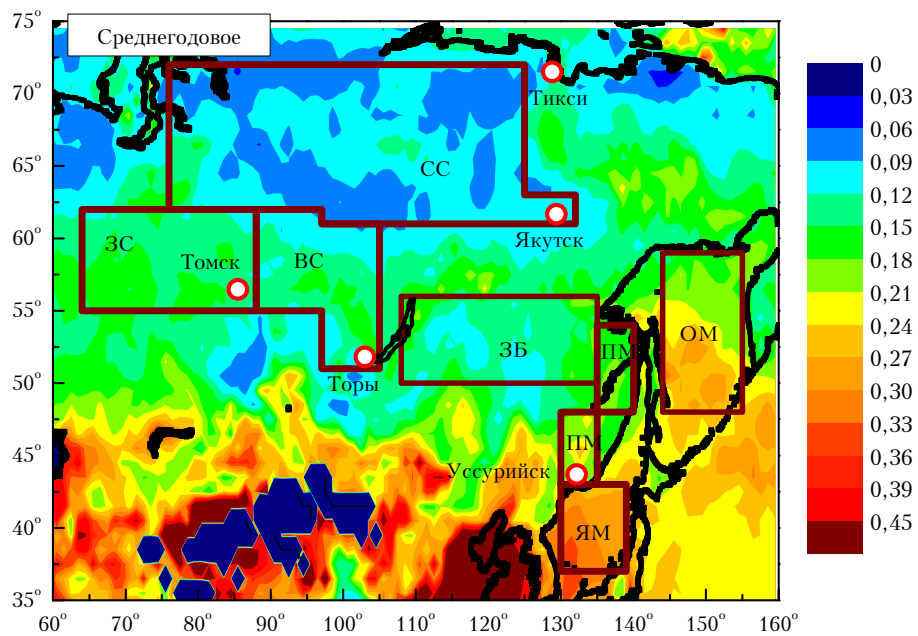 75°
Среднегодовое
70°
65°
60°
55°
50°
45°
40°
35°
60°
70°
80°
90°
100°
110°
120°
130°
140°
150°
160°
Тикси
СС
Якутск
ЗС
Томск
ВС
ЗБ
ПМ
ОМ
Торы
ПМ
Уссурийск
ЯМ
0
0,03
0,06
0,09
0,12
0,15
0,18
0,21
0,24
0,27
0,30
0,33
0,36
0,39
0,45